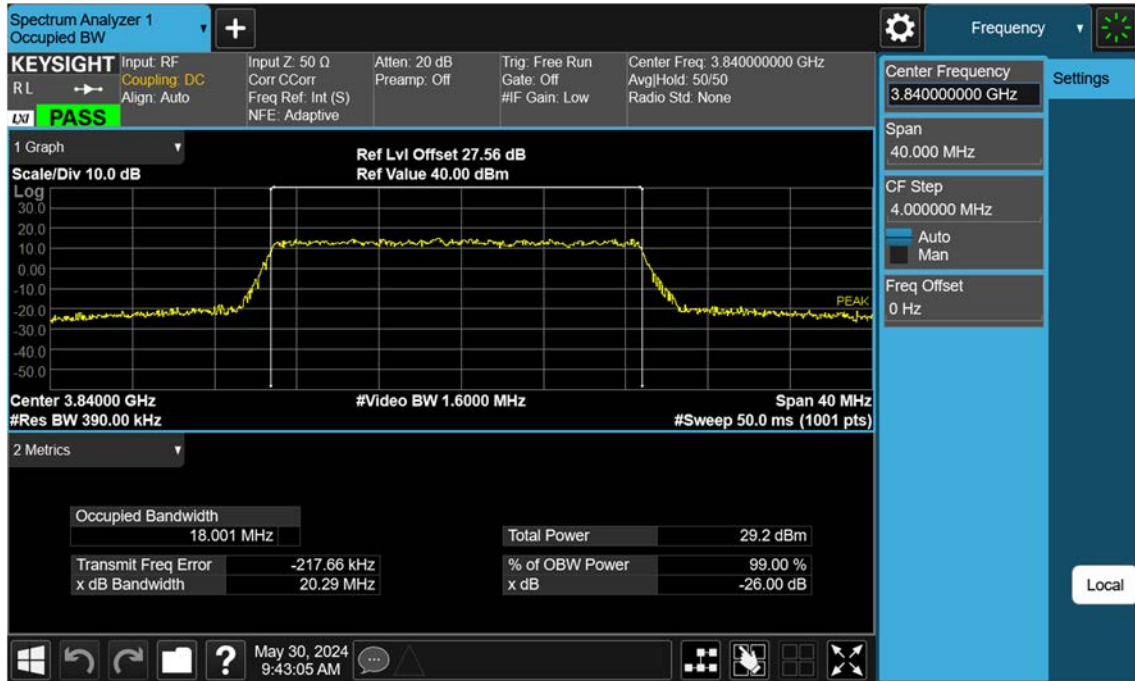 Spectrum Analyzer 1
Occupied BW
+
Frequency
KEYSIGHT
R L
LXI
PASS
Input: RF
Coupling: DC
Align: Auto
Input Z: 50 Ω
Corr CCorr
Freq Ref: Int (S)
NFE: Adaptive
Atten: 20 dB
Preamp: Off
Trig: Free Run
Gate: Off
#IF Gain: Low
Center Freq: 3.840000000 GHz
Avg|Hold: 50/50
Radio Std: None
Center Frequency
3.840000000 GHz
Settings
Span
40.000 MHz
CF Step
4.000000 MHz
Auto
Man
Freq Offset
0 Hz
Local
1 Graph
Scale/Div 10.0 dB
Ref Lvl Offset 27.56 dB
Ref Value 40.00 dBm
Log
30.0
20.0
10.0
0.00
-10.0
-20.0
-30.0
-40.0
-50.0
PEAK
Center 3.84000 GHz
#Video BW 1.6000 MHz
Span 40 MHz
#Res BW 390.00 kHz
#Sweep 50.0 ms (1001 pts)
2 Metrics
Occupied Bandwidth
18.001 MHz
Total Power 29.2 dBm
Transmit Freq Error -217.66 kHz
% of OBW Power 99.00 %
x dB Bandwidth 20.29 MHz
x dB -26.00 dB
?
May 30, 2024
9:43:05 AM